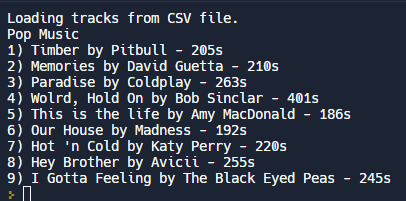 Loading tracks from CSV file.
Pop Music
1) Timber by Pitbull - 205s
2) Memories by David Guetta - 210s
3) Paradise by Coldplay - 263s
4) Wolrd, Hold On by Bob Sinclar - 401s
5) This is the life by Amy MacDonald - 186s
6) Our House by Madness - 192s
7) Hot 'n Cold by Katy Perry - 220s
8) Hey Brother by Avicii - 255s
9) I Gotta Feeling by The Black Eyed Peas - 245s
>